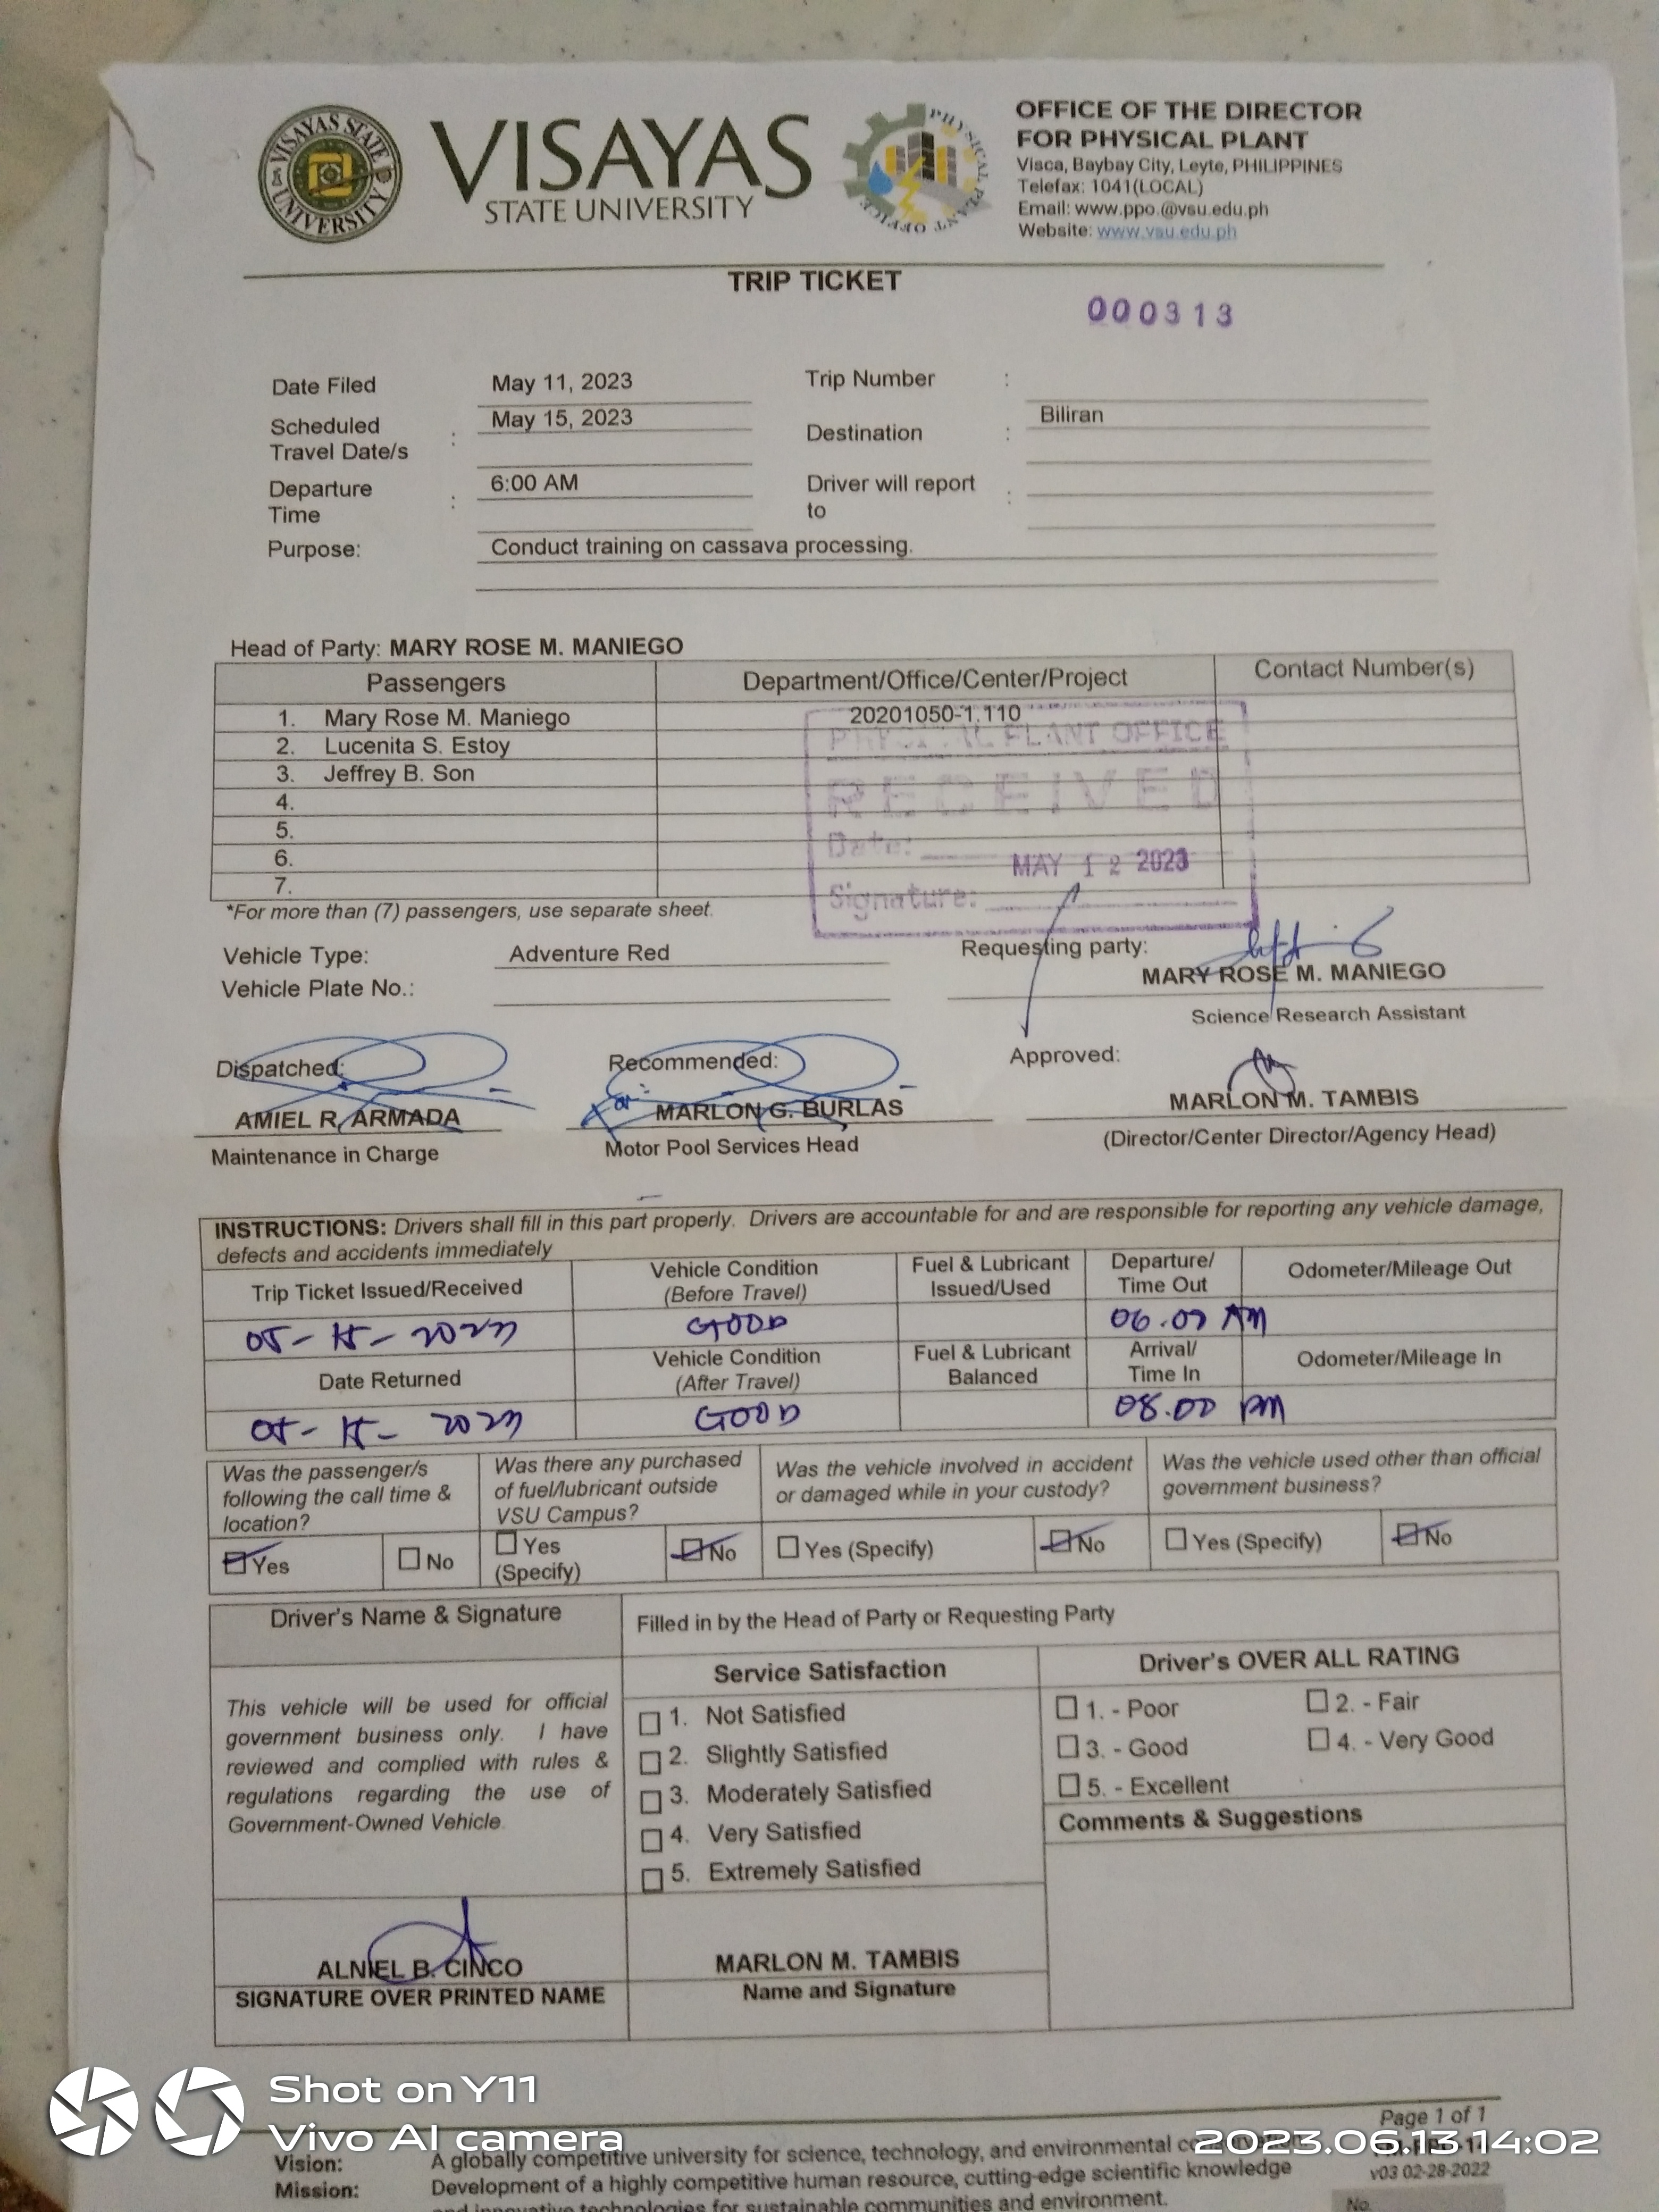 VISAYAS STATE UNIVERSITY
VISAYAS
STATE UNIVERSITY
PHYSICAL PLANT OFFICE
OFFICE OF THE DIRECTOR
FOR PHYSICAL PLANT
Visca, Baybay City, Leyte, PHILIPPINES
Telefax: 1041(LOCAL)
Email: www.ppo.@vsu.edu.ph
Website: www.vsu.edu.ph
TRIP TICKET
000313
Date Filed May 11, 2023 Trip Number :
Scheduled Travel Date/s : May 15, 2023 Destination : Biliran
Departure Time : 6:00 AM Driver will report to :
Purpose: Conduct training on cassava processing.
Head of Party: MARY ROSE M. MANIEGO
Passengers Department/Office/Center/Project Contact Number(s)
1. Mary Rose M. Maniego 20201050-1.110
2. Lucenita S. Estoy
3. Jeffrey B. Son
4.
5.
6.
7.
PHYSICAL PLANT OFFICE
RECEIVED
Date: MAY 12 2023
Signature:
*For more than (7) passengers, use separate sheet.
Vehicle Type: Adventure Red Requesting party:
MARY ROSE M. MANIEGO
Vehicle Plate No.:
Science Research Assistant
Dispatched: Recommended: Approved:
AMIEL R. ARMADA for: MARLON G. BURLAS MARLON M. TAMBIS
Maintenance in Charge Motor Pool Services Head (Director/Center Director/Agency Head)
INSTRUCTIONS: Drivers shall fill in this part properly. Drivers are accountable for and are responsible for reporting any vehicle damage,
defects and accidents immediately
Trip Ticket Issued/Received Vehicle Condition (Before Travel) Fuel & Lubricant Issued/Used Departure/ Time Out Odometer/Mileage Out
05-15-2023 GOOD 06.00 AM
Date Returned Vehicle Condition (After Travel) Fuel & Lubricant Balanced Arrival/ Time In Odometer/Mileage In
05-15-2023 GOOD 08.00 PM
Was the passenger/s following the call time & location?
Was there any purchased of fuel/lubricant outside VSU Campus?
Was the vehicle involved in accident or damaged while in your custody?
Was the vehicle used other than official government business?
Yes No Yes (Specify) No Yes (Specify) No Yes (Specify) No
Driver's Name & Signature Filled in by the Head of Party or Requesting Party
Service Satisfaction Driver's OVER ALL RATING
This vehicle will be used for official
government business only. I have
reviewed and complied with rules &
regulations regarding the use of
Government-Owned Vehicle.
1. Not Satisfied
2. Slightly Satisfied
3. Moderately Satisfied
4. Very Satisfied
5. Extremely Satisfied
1. - Poor 2. - Fair
3. - Good 4. - Very Good
5. - Excellent
Comments & Suggestions
ALNIEL B. CINCO MARLON M. TAMBIS
SIGNATURE OVER PRINTED NAME Name and Signature
Shot on Y11
Vivo AI camera
2023.06.13 14:02
Page 1 of 1
v03 02-28-2022
No.
Vision: A globally competitive university for science, technology, and environmental
Mission: Development of a highly competitive human resource, cutting-edge scientific knowledge
and innovative technologies for sustainable communities and environment.